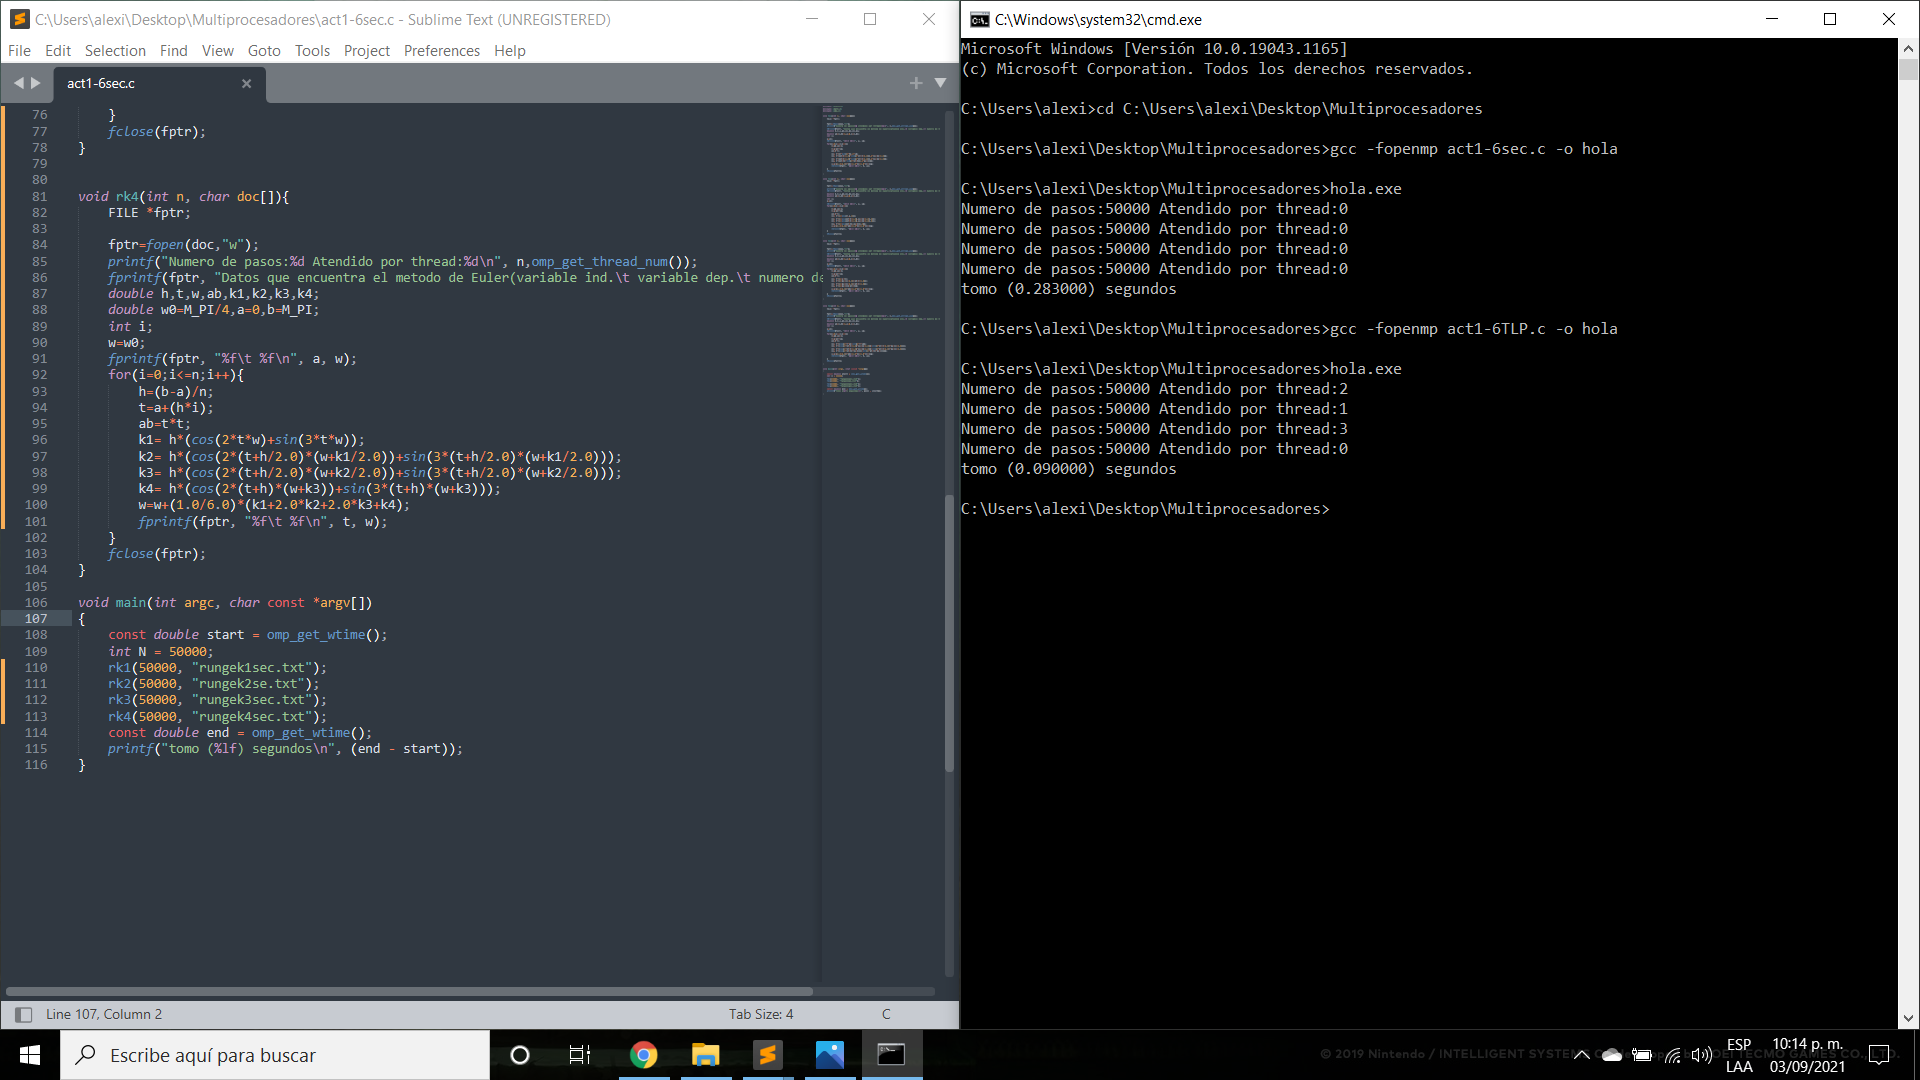 C:\Users\alexi\Desktop\Multiprocesadores\act1-6sec.c - Sublime Text (UNREGISTERED)
File Edit Selection Find View Goto Tools Project Preferences Help
act1-6sec.c
76 }
77 fclose(fptr);
78 }
79
80
81 void rk4(int n, char doc[]){
82 FILE *fptr;
83
84 fptr=fopen(doc,"w");
85 printf("Numero de pasos:%d Atendido por thread:%d\n", n,omp_get_thread_num());
86 fprintf(fptr, "Datos que encuentra el metodo de Euler(variable ind.\t variable dep.\t numero de
87 double h,t,w,ab,k1,k2,k3,k4;
88 double w0=M_PI/4,a=0,b=M_PI;
89 int i;
90 w=w0;
91 fprintf(fptr, "%f\t %f\n", a, w);
92 for(i=0;i<=n;i++){
93 h=(b-a)/n;
94 t=a+(h*i);
95 ab=t*t;
96 k1= h*(cos(2*t*w)+sin(3*t*w));
97 k2= h*(cos(2*(t+h/2.0)*(w+k1/2.0))+sin(3*(t+h/2.0)*(w+k1/2.0)));
98 k3= h*(cos(2*(t+h/2.0)*(w+k2/2.0))+sin(3*(t+h/2.0)*(w+k2/2.0)));
99 k4= h*(cos(2*(t+h)*(w+k3))+sin(3*(t+h)*(w+k3)));
100 w=w+(1.0/6.0)*(k1+2.0*k2+2.0*k3+k4);
101 fprintf(fptr, "%f\t %f\n", t, w);
102 }
103 fclose(fptr);
104 }
105
106 void main(int argc, char const *argv[])
107 {
108 const double start = omp_get_wtime();
109 int N = 50000;
110 rk1(50000, "rungek1sec.txt");
111 rk2(50000, "rungek2se.txt");
112 rk3(50000, "rungek3sec.txt");
113 rk4(50000, "rungek4sec.txt");
114 const double end = omp_get_wtime();
115 printf("tomo (%lf) segundos\n", (end - start));
116 }
Line 107, Column 2 Tab Size: 4 C
C:\Windows\system32\cmd.exe
Microsoft Windows [Versión 10.0.19043.1165]
(c) Microsoft Corporation. Todos los derechos reservados.
C:\Users\alexi>cd C:\Users\alexi\Desktop\Multiprocesadores
C:\Users\alexi\Desktop\Multiprocesadores>gcc -fopenmp act1-6sec.c -o hola
C:\Users\alexi\Desktop\Multiprocesadores>hola.exe
Numero de pasos:50000 Atendido por thread:0
Numero de pasos:50000 Atendido por thread:0
Numero de pasos:50000 Atendido por thread:0
Numero de pasos:50000 Atendido por thread:0
tomo (0.283000) segundos
C:\Users\alexi\Desktop\Multiprocesadores>gcc -fopenmp act1-6TLP.c -o hola
C:\Users\alexi\Desktop\Multiprocesadores>hola.exe
Numero de pasos:50000 Atendido por thread:2
Numero de pasos:50000 Atendido por thread:1
Numero de pasos:50000 Atendido por thread:3
Numero de pasos:50000 Atendido por thread:0
tomo (0.090000) segundos
C:\Users\alexi\Desktop\Multiprocesadores>
Escribe aquí para buscar
© 2019 Nintendo / INTELLIGENT SYSTEMS
ESP
LAA
10:14 p. m.
03/09/2021